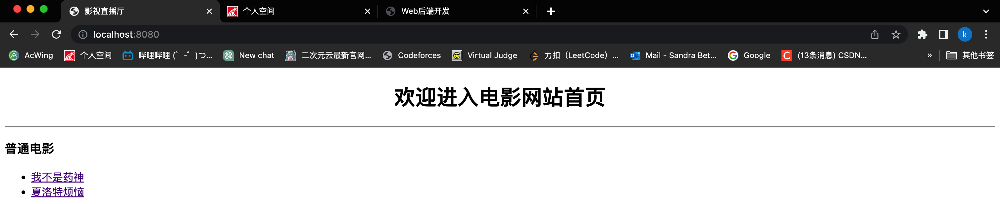 影视直播厅
个人空间
Web后端开发
localhost:8080
k
AcWing
个人空间
哔哩哔哩 (゜-゜)つ...
New chat
二次元云最新官网...
Codeforces
Virtual Judge
力扣（LeetCode）...
Mail - Sandra Bet...
Google
(13条消息) CSDN...
»
其他书签
欢迎进入电影网站首页
普通电影
我不是药神
夏洛特烦恼